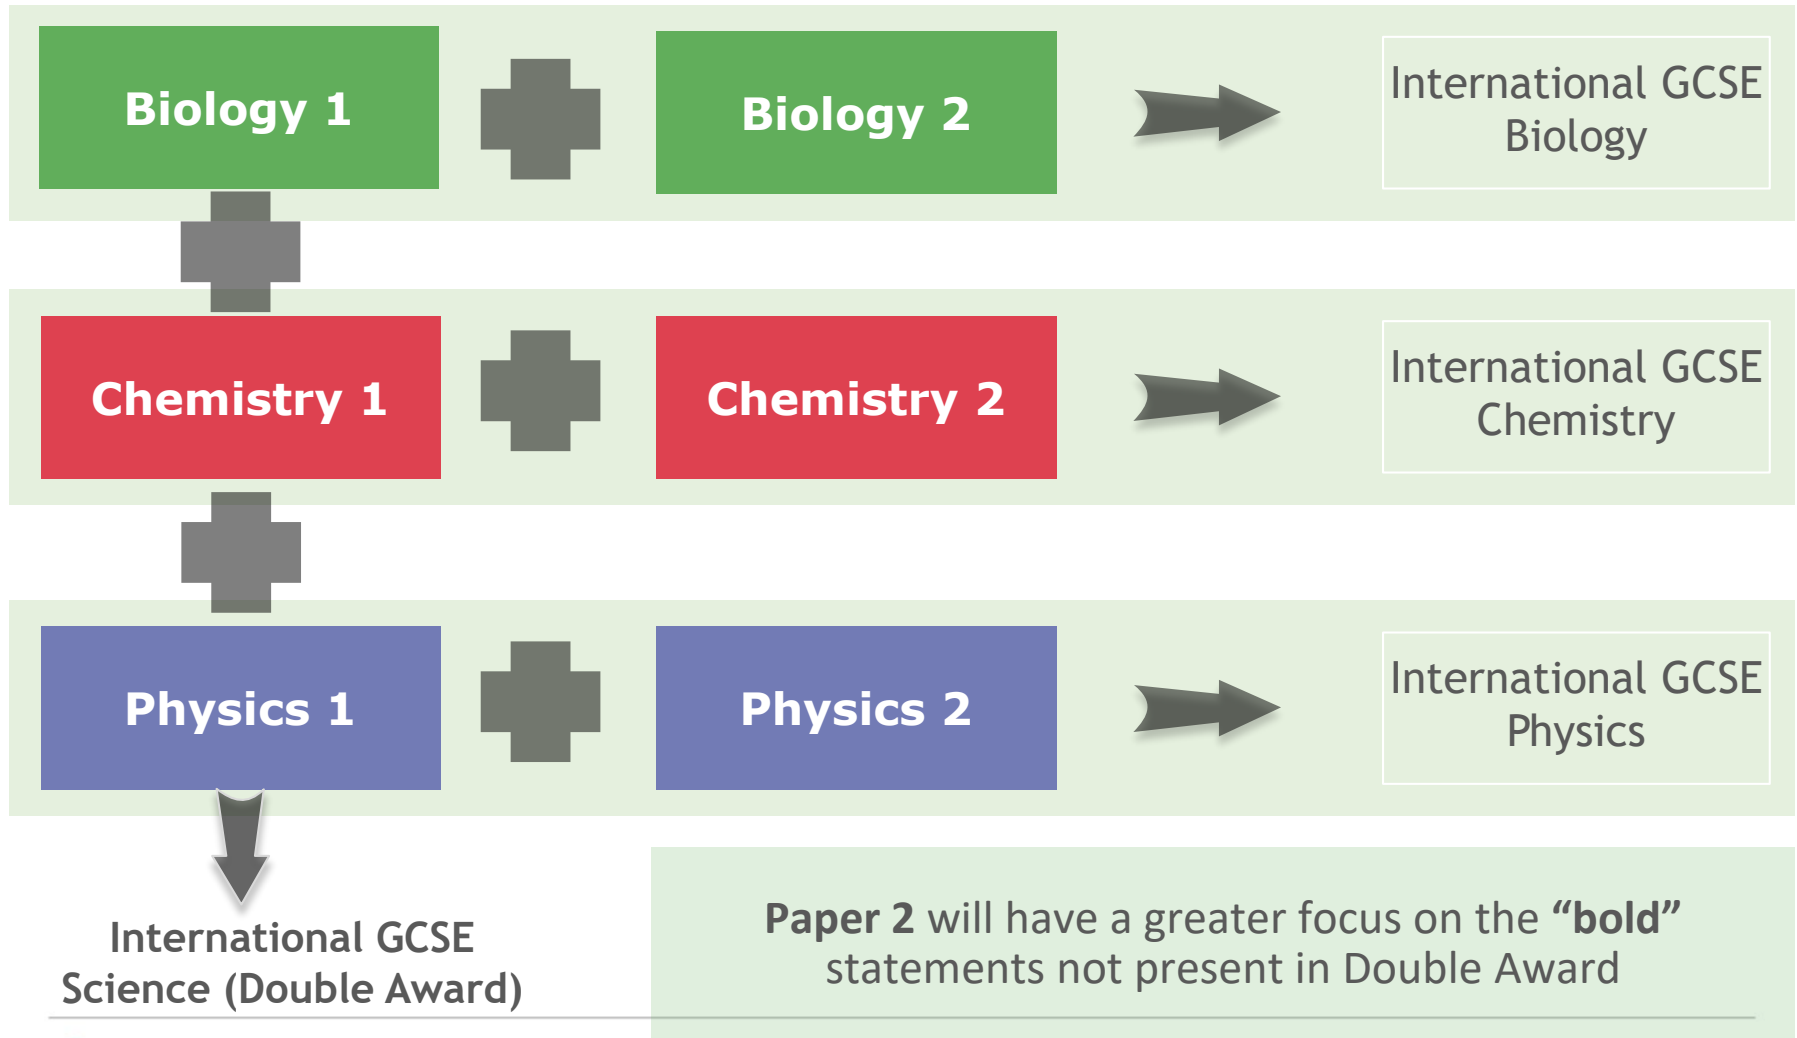 Biology 1
Biology 2
International GCSE
Biology
Chemistry 1
Chemistry 2
International GCSE
Chemistry
Physics 1
Physics 2
International GCSE
Physics
International GCSE
Science (Double Award)
Paper 2 will have a greater focus on the “bold”
statements not present in Double Award